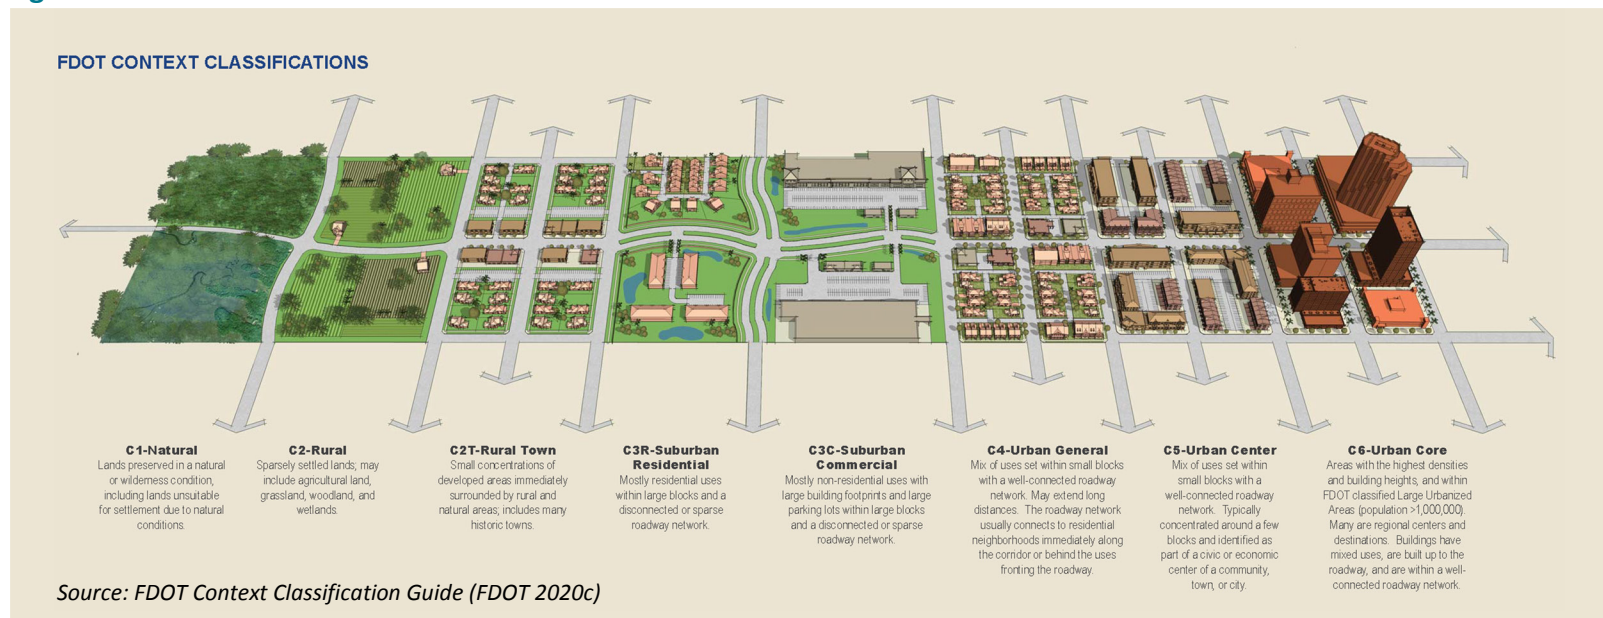 FDOT CONTEXT CLASSIFICATIONS
C1-Natural
Lands preserved in a natural
or wilderness condition,
including lands unsuitable
for settlement due to natural
conditions.
C2-Rural
Sparsely settled lands; may
include agricultural land,
grassland, woodland, and
wetlands.
C2T-Rural Town
Small concentrations of
developed areas immediately
surrounded by rural and
natural areas; includes many
historic towns.
C3R-Suburban
Residential
Mostly residential uses
within large blocks and a
disconnected or sparse
roadway network.
C3C-Suburban
Commercial
Mostly non-residential uses with
large building footprints and large
parking lots within large blocks
and a disconnected or sparse
roadway network.
C4-Urban General
Mix of uses set within small blocks
with a well-connected roadway
network. May extend long
distances. The roadway network
usually connects to residential
neighborhoods immediately along
the corridor or behind the uses
fronting the roadway.
C5-Urban Center
Mix of uses set within
small blocks with a
well-connected roadway
network. Typically
concentrated around a few
blocks and identified as
part of a civic or economic
center of a community,
town, or city.
C6-Urban Core
Areas with the highest densities
and building heights, and within
FDOT classified Large Urbanized
Areas (population >1,000,000).
Many are regional centers and
destinations. Buildings have
mixed uses, are built up to the
roadway, and are within a well-
connected roadway network.
Source: FDOT Context Classification Guide (FDOT 2020c)